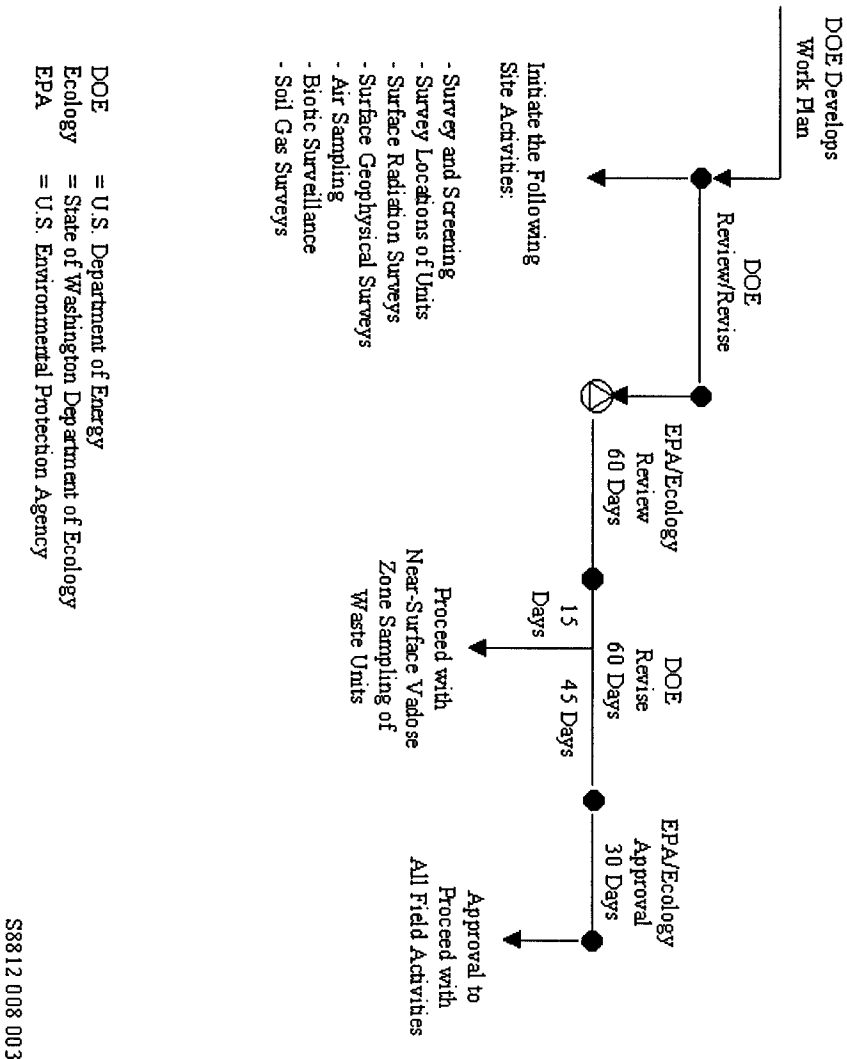 DOE Develops
Work Plan
DOE
Review/Revise
EPA/Ecology
Review
60 Days
DOE
Revise
60 Days
15
Days
45 Days
EPA/Ecology
Approval
30 Days
Initiate the Following
Site Activities:
- Survey and Screening
- Survey Locations of Units
- Surface Radiation Surveys
- Surface Geophysical Surveys
- Air Sampling
- Biotic Surveillance
- Soil Gas Surveys
Proceed with
Near-Surface Vadose
Zone Sampling of
Waste Units
Approval to
Proceed with
All Field Activities
DOE = U.S. Department of Energy
Ecology = State of Washington Department of Ecology
EPA = U.S. Environmental Protection Agency
S8812 008 003